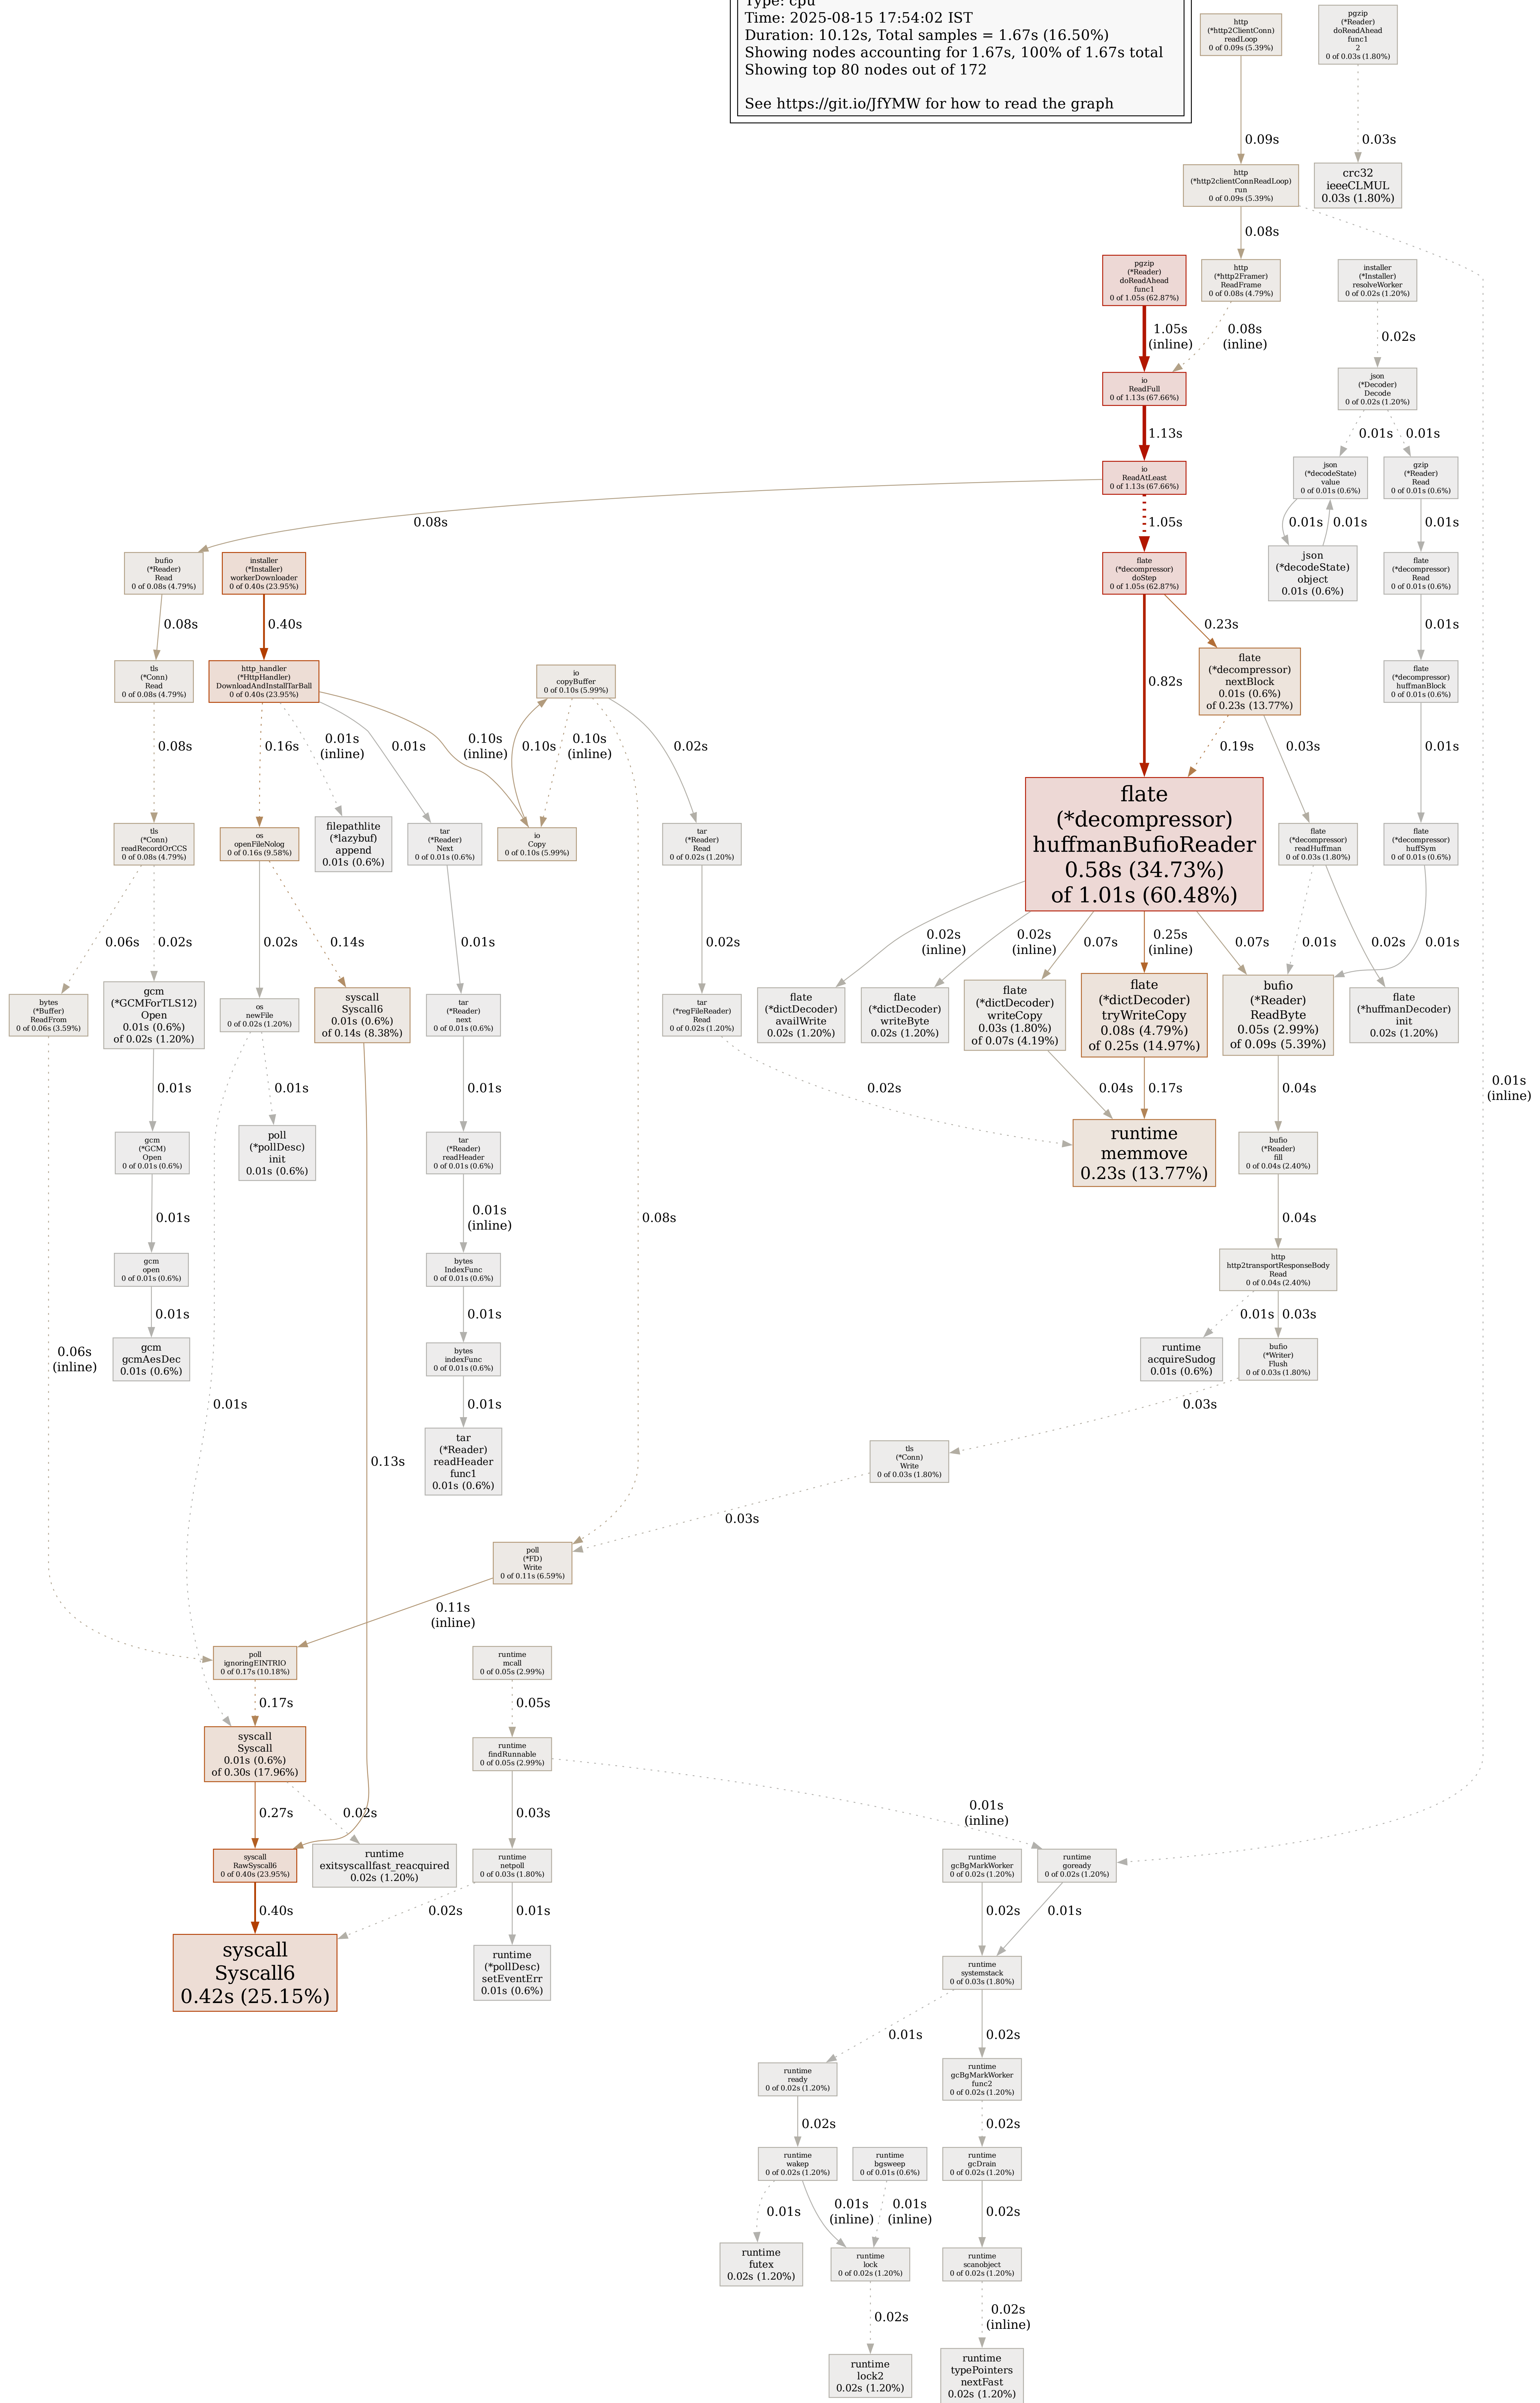 Type: cpu
Time: 2025-08-15 17:54:02 IST
Duration: 10.12s, Total samples = 1.67s (16.50%)
Showing nodes accounting for 1.67s, 100% of 1.67s total
Showing top 80 nodes out of 172
See https://git.io/JfYMW for how to read the graph
http
(*http2ClientConn)
readLoop
0 of 0.09s (5.39%)
pgzip
(*Reader)
doReadAhead
func1
2
0 of 0.03s (1.80%)
0.09s
0.03s
http
(*http2clientConnReadLoop)
run
0 of 0.09s (5.39%)
crc32
ieeeCLMUL
0.03s (1.80%)
0.08s
pgzip
(*Reader)
doReadAhead
func1
0 of 1.05s (62.87%)
http
(*http2Framer)
ReadFrame
0 of 0.08s (4.79%)
installer
(*Installer)
resolveWorker
0 of 0.02s (1.20%)
1.05s
(inline)
0.08s
(inline)
0.02s
io
ReadFull
0 of 1.13s (67.66%)
json
(*Decoder)
Decode
0 of 0.02s (1.20%)
1.13s
0.01s
0.01s
io
ReadAtLeast
0 of 1.13s (67.66%)
json
(*decodeState)
value
0 of 0.01s (0.6%)
gzip
(*Reader)
Read
0 of 0.01s (0.6%)
0.08s
1.05s
0.01s
0.01s
0.01s
bufio
(*Reader)
Read
0 of 0.08s (4.79%)
installer
(*Installer)
workerDownloader
0 of 0.40s (23.95%)
flate
(*decompressor)
doStep
0 of 1.05s (62.87%)
json
(*decodeState)
object
0.01s (0.6%)
flate
(*decompressor)
Read
0 of 0.01s (0.6%)
0.08s
0.40s
0.23s
0.01s
tls
(*Conn)
Read
0 of 0.08s (4.79%)
http_handler
(*HttpHandler)
DownloadAndInstallTarBall
0 of 0.40s (23.95%)
io
copyBuffer
0 of 0.10s (5.99%)
0.82s
flate
(*decompressor)
nextBlock
0.01s (0.6%)
of 0.23s (13.77%)
flate
(*decompressor)
huffmanBlock
0 of 0.01s (0.6%)
0.08s
0.16s
0.01s
(inline)
0.01s
0.10s
(inline)
0.10s
0.10s
(inline)
0.02s
0.19s
0.03s
0.01s
tls
(*Conn)
readRecordOrCCS
0 of 0.08s (4.79%)
os
openFileNolog
0 of 0.16s (9.58%)
filepathlite
(*lazybuf)
append
0.01s (0.6%)
tar
(*Reader)
Next
0 of 0.01s (0.6%)
io
Copy
0 of 0.10s (5.99%)
tar
(*Reader)
Read
0 of 0.02s (1.20%)
flate
(*decompressor)
huffmanBufioReader
0.58s (34.73%)
of 1.01s (60.48%)
flate
(*decompressor)
readHuffman
0 of 0.03s (1.80%)
flate
(*decompressor)
huffSym
0 of 0.01s (0.6%)
0.06s
0.02s
0.02s
0.14s
0.01s
0.02s
0.02s
(inline)
0.02s
(inline)
0.07s
0.25s
(inline)
0.07s
0.01s
0.02s
0.01s
bytes
(*Buffer)
ReadFrom
0 of 0.06s (3.59%)
gcm
(*GCMForTLS12)
Open
0.01s (0.6%)
of 0.02s (1.20%)
os
newFile
0 of 0.02s (1.20%)
syscall
Syscall6
0.01s (0.6%)
of 0.14s (8.38%)
tar
(*Reader)
next
0 of 0.01s (0.6%)
tar
(*regFileReader)
Read
0 of 0.02s (1.20%)
flate
(*dictDecoder)
availWrite
0.02s (1.20%)
flate
(*dictDecoder)
writeByte
0.02s (1.20%)
flate
(*dictDecoder)
writeCopy
0.03s (1.80%)
of 0.07s (4.19%)
flate
(*dictDecoder)
tryWriteCopy
0.08s (4.79%)
of 0.25s (14.97%)
bufio
(*Reader)
ReadByte
0.05s (2.99%)
of 0.09s (5.39%)
flate
(*huffmanDecoder)
init
0.02s (1.20%)
0.01s
0.01s
0.01s
0.02s
0.04s
0.17s
0.04s
0.01s
(inline)
gcm
(*GCM)
Open
0 of 0.01s (0.6%)
poll
(*pollDesc)
init
0.01s (0.6%)
tar
(*Reader)
readHeader
0 of 0.01s (0.6%)
runtime
memmove
0.23s (13.77%)
bufio
(*Reader)
fill
0 of 0.04s (2.40%)
0.01s
0.01s
(inline)
0.08s
0.04s
gcm
open
0 of 0.01s (0.6%)
bytes
IndexFunc
0 of 0.01s (0.6%)
http
http2transportResponseBody
Read
0 of 0.04s (2.40%)
0.01s
0.01s
0.01s
0.03s
0.06s
(inline)
gcm
gcmAesDec
0.01s (0.6%)
bytes
indexFunc
0 of 0.01s (0.6%)
runtime
acquireSudog
0.01s (0.6%)
bufio
(*Writer)
Flush
0 of 0.03s (1.80%)
0.01s
0.01s
0.03s
tar
(*Reader)
readHeader
func1
0.01s (0.6%)
tls
(*Conn)
Write
0 of 0.03s (1.80%)
0.13s
0.03s
poll
(*FD)
Write
0 of 0.11s (6.59%)
0.11s
(inline)
poll
ignoringEINTRIO
0 of 0.17s (10.18%)
runtime
mcall
0 of 0.05s (2.99%)
0.17s
0.05s
syscall
Syscall
0.01s (0.6%)
of 0.30s (17.96%)
runtime
findRunnable
0 of 0.05s (2.99%)
0.27s
0.02s
0.03s
0.01s
(inline)
syscall
RawSyscall6
0 of 0.40s (23.95%)
runtime
exitsyscallfast_reacquired
0.02s (1.20%)
runtime
netpoll
0 of 0.03s (1.80%)
runtime
gcBgMarkWorker
0 of 0.02s (1.20%)
runtime
goready
0 of 0.02s (1.20%)
0.40s
0.02s
0.01s
0.02s
0.01s
syscall
Syscall6
0.42s (25.15%)
runtime
(*pollDesc)
setEventErr
0.01s (0.6%)
runtime
systemstack
0 of 0.03s (1.80%)
0.01s
0.02s
runtime
ready
0 of 0.02s (1.20%)
runtime
gcBgMarkWorker
func2
0 of 0.02s (1.20%)
0.02s
0.02s
runtime
wakep
0 of 0.02s (1.20%)
runtime
bgsweep
0 of 0.01s (0.6%)
runtime
gcDrain
0 of 0.02s (1.20%)
0.01s
0.01s
(inline)
0.01s
(inline)
0.02s
runtime
futex
0.02s (1.20%)
runtime
lock
0 of 0.02s (1.20%)
runtime
scanobject
0 of 0.02s (1.20%)
0.02s
0.02s
(inline)
runtime
lock2
0.02s (1.20%)
runtime
typePointers
nextFast
0.02s (1.20%)